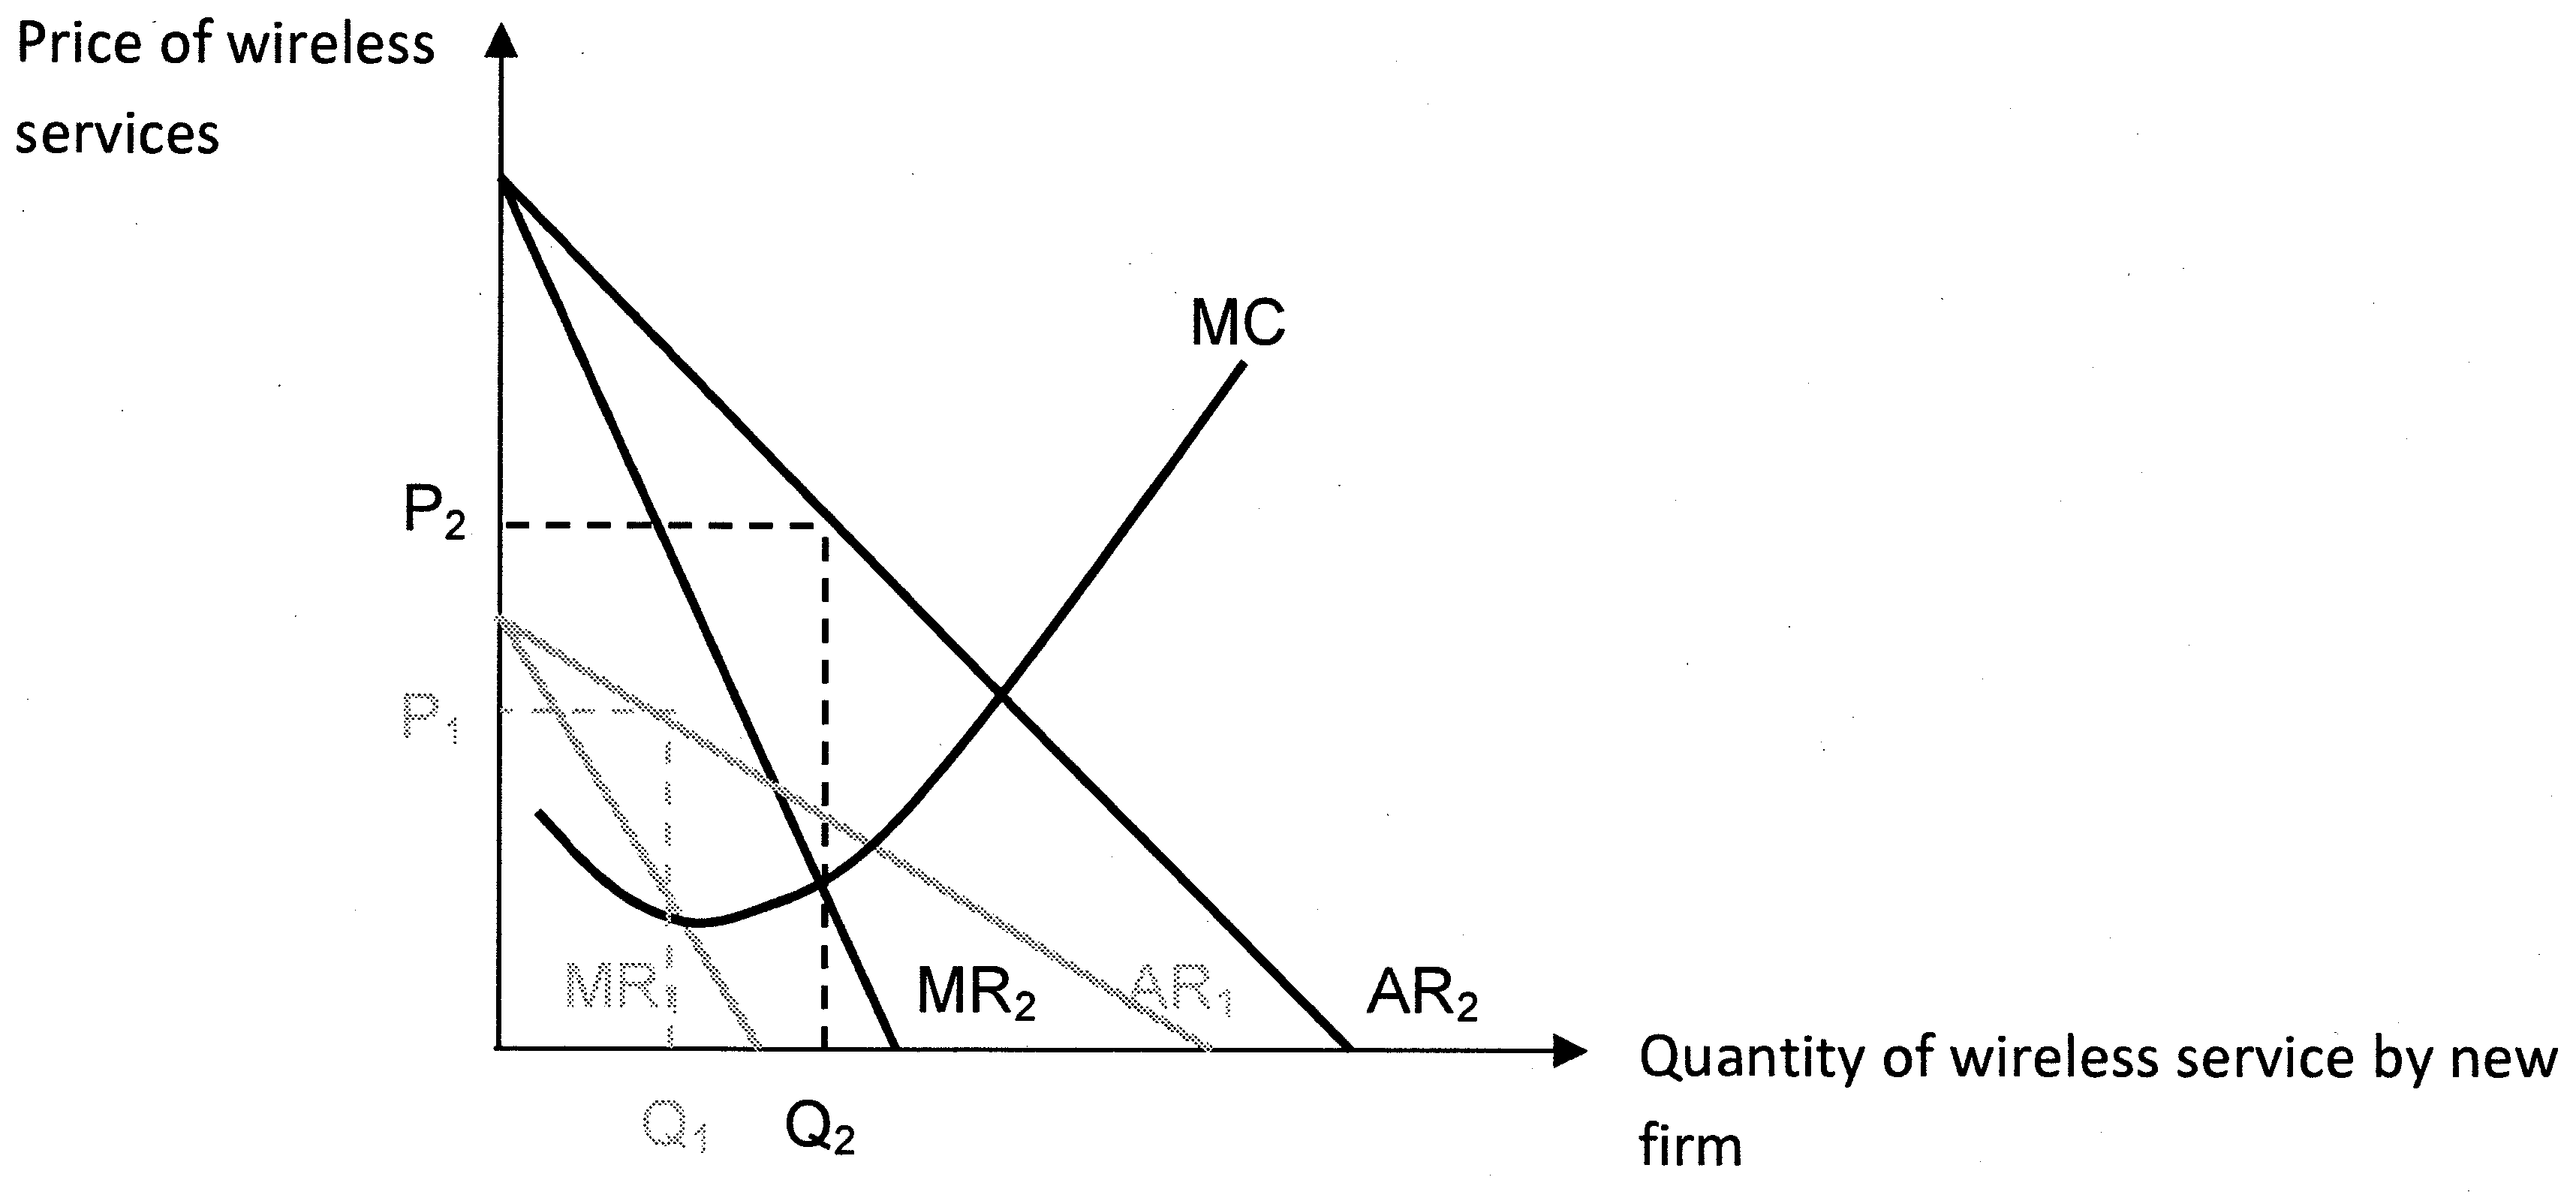 Price of wireless
services
MC
P₂
P₁
MR₁
MR₂
AR₁
AR₂
Quantity of wireless service by new
firm
Q₁
Q₂